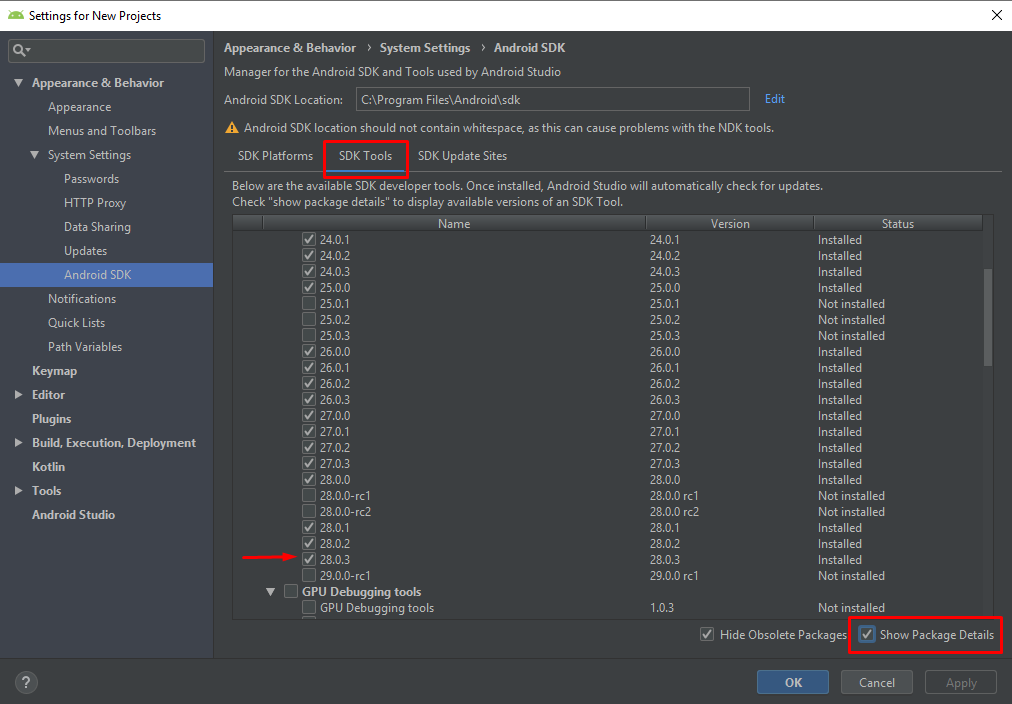 Settings for New Projects
Appearance & Behavior
Appearance
Menus and Toolbars
System Settings
Passwords
HTTP Proxy
Data Sharing
Updates
Android SDK
Notifications
Quick Lists
Path Variables
Keymap
Editor
Plugins
Build, Execution, Deployment
Kotlin
Tools
Android Studio
Appearance & Behavior › System Settings › Android SDK
Manager for the Android SDK and Tools used by Android Studio
Android SDK Location: C:\Program Files\Android\sdk Edit
Android SDK location should not contain whitespace, as this can cause problems with the NDK tools.
SDK Platforms SDK Tools SDK Update Sites
Below are the available SDK developer tools. Once installed, Android Studio will automatically check for updates.
Check "show package details" to display available versions of an SDK Tool.
Name Version Status
24.0.1 24.0.1 Installed
24.0.2 24.0.2 Installed
24.0.3 24.0.3 Installed
25.0.0 25.0.0 Installed
25.0.1 25.0.1 Not installed
25.0.2 25.0.2 Not installed
25.0.3 25.0.3 Not installed
26.0.0 26.0.0 Installed
26.0.1 26.0.1 Installed
26.0.2 26.0.2 Installed
26.0.3 26.0.3 Installed
27.0.0 27.0.0 Installed
27.0.1 27.0.1 Installed
27.0.2 27.0.2 Installed
27.0.3 27.0.3 Installed
28.0.0 28.0.0 Installed
28.0.0-rc1 28.0.0 rc1 Not installed
28.0.0-rc2 28.0.0 rc2 Not installed
28.0.1 28.0.1 Installed
28.0.2 28.0.2 Installed
28.0.3 28.0.3 Installed
29.0.0-rc1 29.0.0 rc1 Not installed
GPU Debugging tools
GPU Debugging tools 1.0.3 Not installed
Hide Obsolete Packages Show Package Details
? OK Cancel Apply